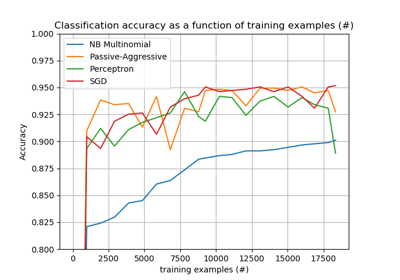 Classification accuracy as a function of training examples (#)
1.000
0.975
0.950
0.925
0.900
0.875
0.850
0.825
0.800
Accuracy
NB Multinomial
Passive-Aggressive
Perceptron
SGD
0 2500 5000 7500 10000 12500 15000 17500
training examples (#)